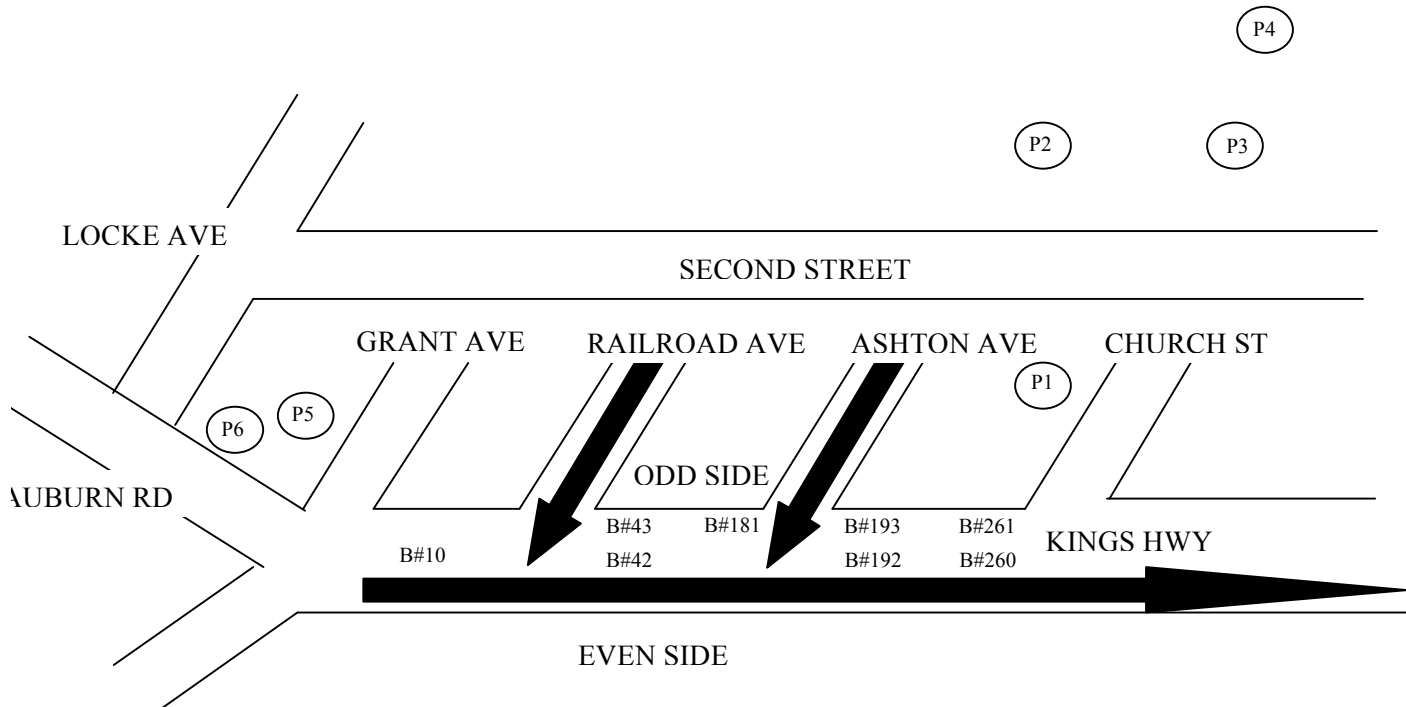 P4
P2
P3
LOCKE AVE
SECOND STREET
GRANT AVE
RAILROAD AVE
ASHTON AVE
CHURCH ST
P1
P5
P6
ODD SIDE
AUBURN RD
B#43
B#181
B#193
B#261
B#10
B#42
B#192
B#260
KINGS HWY
EVEN SIDE